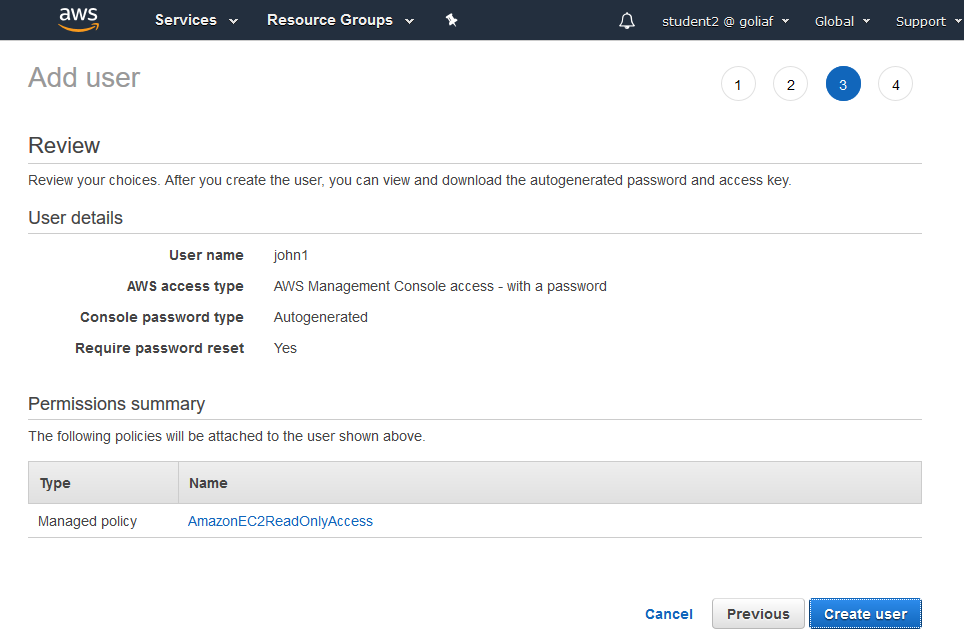 aws Services Resource Groups student2 @ goliaf Global Support
Add user
1 2 3 4
Review
Review your choices. After you create the user, you can view and download the autogenerated password and access key.
User details
User name john1
AWS access type AWS Management Console access - with a password
Console password type Autogenerated
Require password reset Yes
Permissions summary
The following policies will be attached to the user shown above.
Type Name
Managed policy AmazonEC2ReadOnlyAccess
Cancel Previous Create user